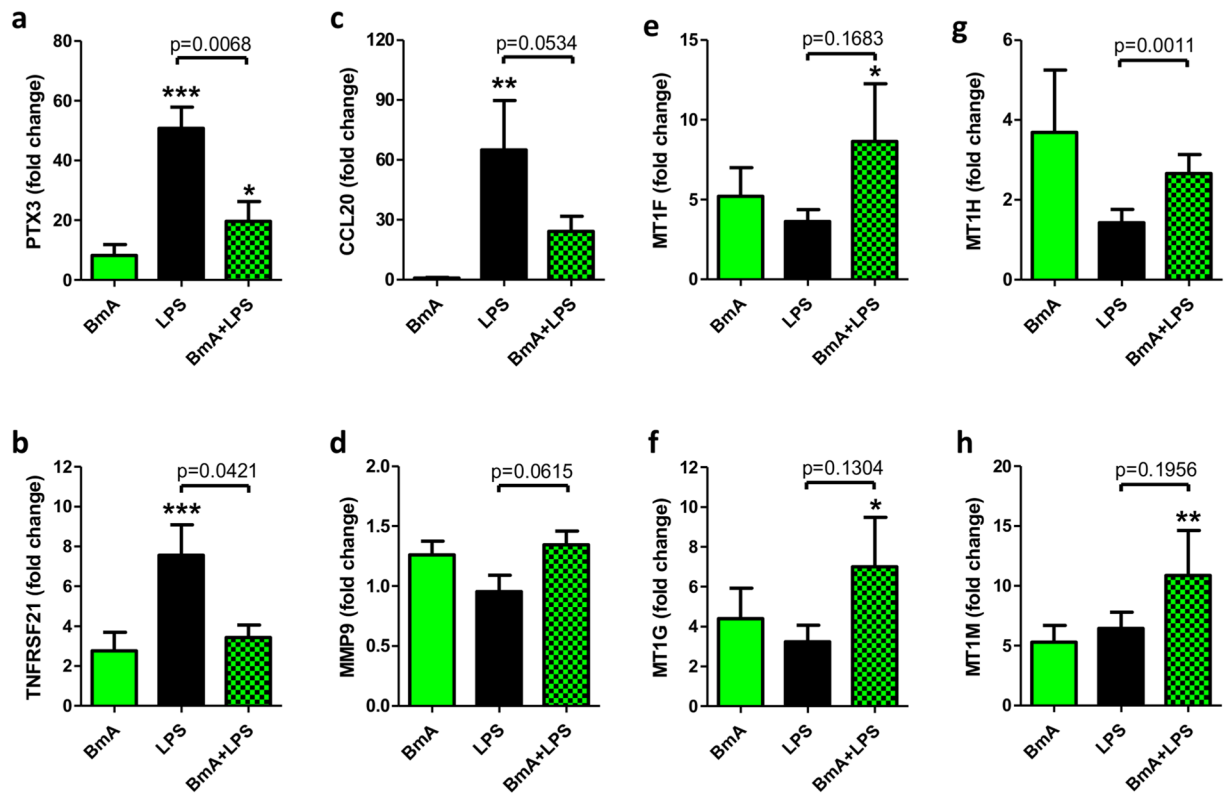 a
PTX3 (fold change)
80
60
40
20
0
p=0.0068
***
*
BmA
LPS
BmA+LPS
c
CCL20 (fold change)
120
90
60
30
0
p=0.0534
**
BmA
LPS
BmA+LPS
e
MT1F (fold change)
15
10
5
0
p=0.1683
*
BmA
LPS
BmA+LPS
g
MT1H (fold change)
6
4
2
0
p=0.0011
BmA
LPS
BmA+LPS
b
TNFRSF21 (fold change)
12
10
8
6
4
2
0
p=0.0421
***
BmA
LPS
BmA+LPS
d
MMP9 (fold change)
2.0
1.5
1.0
0.5
0.0
p=0.0615
BmA
LPS
BmA+LPS
f
MT1G (fold change)
12
10
8
6
4
2
0
p=0.1304
*
BmA
LPS
BmA+LPS
h
MT1M (fold change)
20
15
10
5
0
p=0.1956
**
BmA
LPS
BmA+LPS